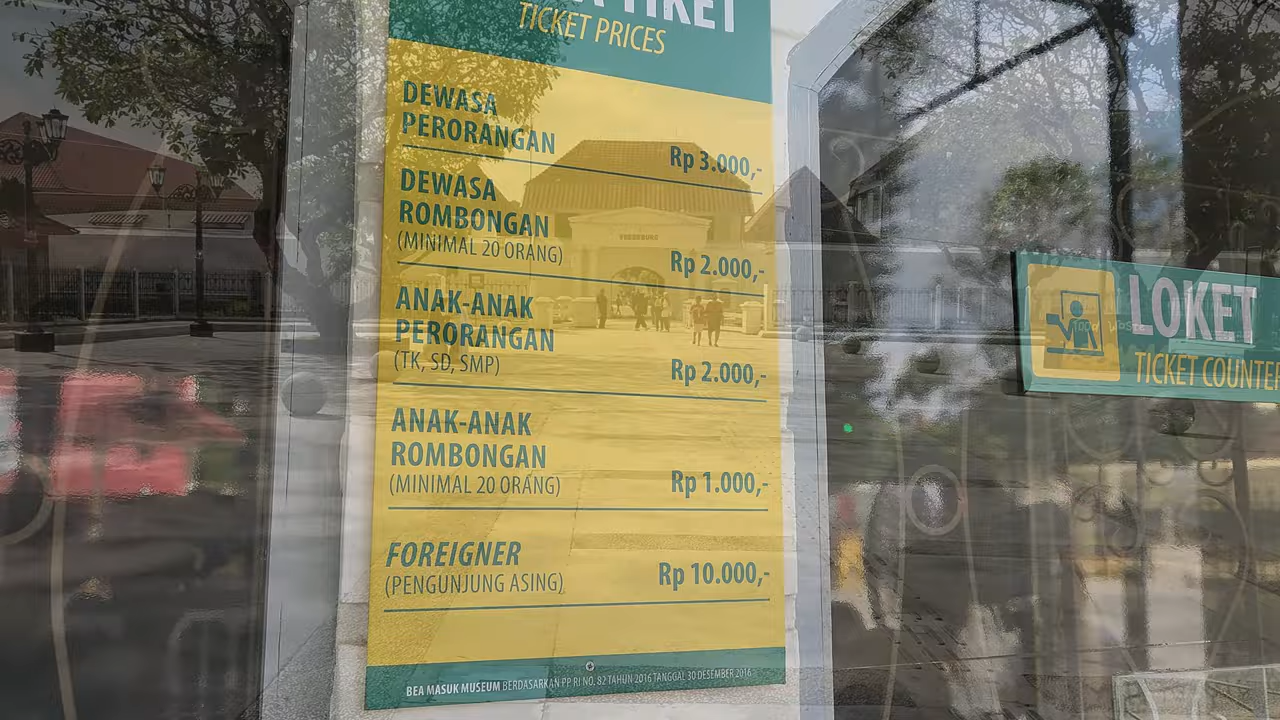 TIKET
TICKET PRICES
DEWASA
PERORANGAN
Rp 3.000,-
DEWASA
ROMBONGAN
(MINIMAL 20 ORANG)
Rp 2.000,-
ANAK-ANAK
PERORANGAN
(TK, SD, SMP)
Rp 2.000,-
ANAK-ANAK
ROMBONGAN
(MINIMAL 20 ORANG)
Rp 1.000,-
FOREIGNER
(PENGUNJUNG ASING)
Rp 10.000,-
BEA MASUK MUSEUM BERDASARKAN PP RI NO. 82 TAHUN 2016 TANGGAL 30 DESEMBER 2016
LOKET
TICKET COUNTER
VREDEBURG